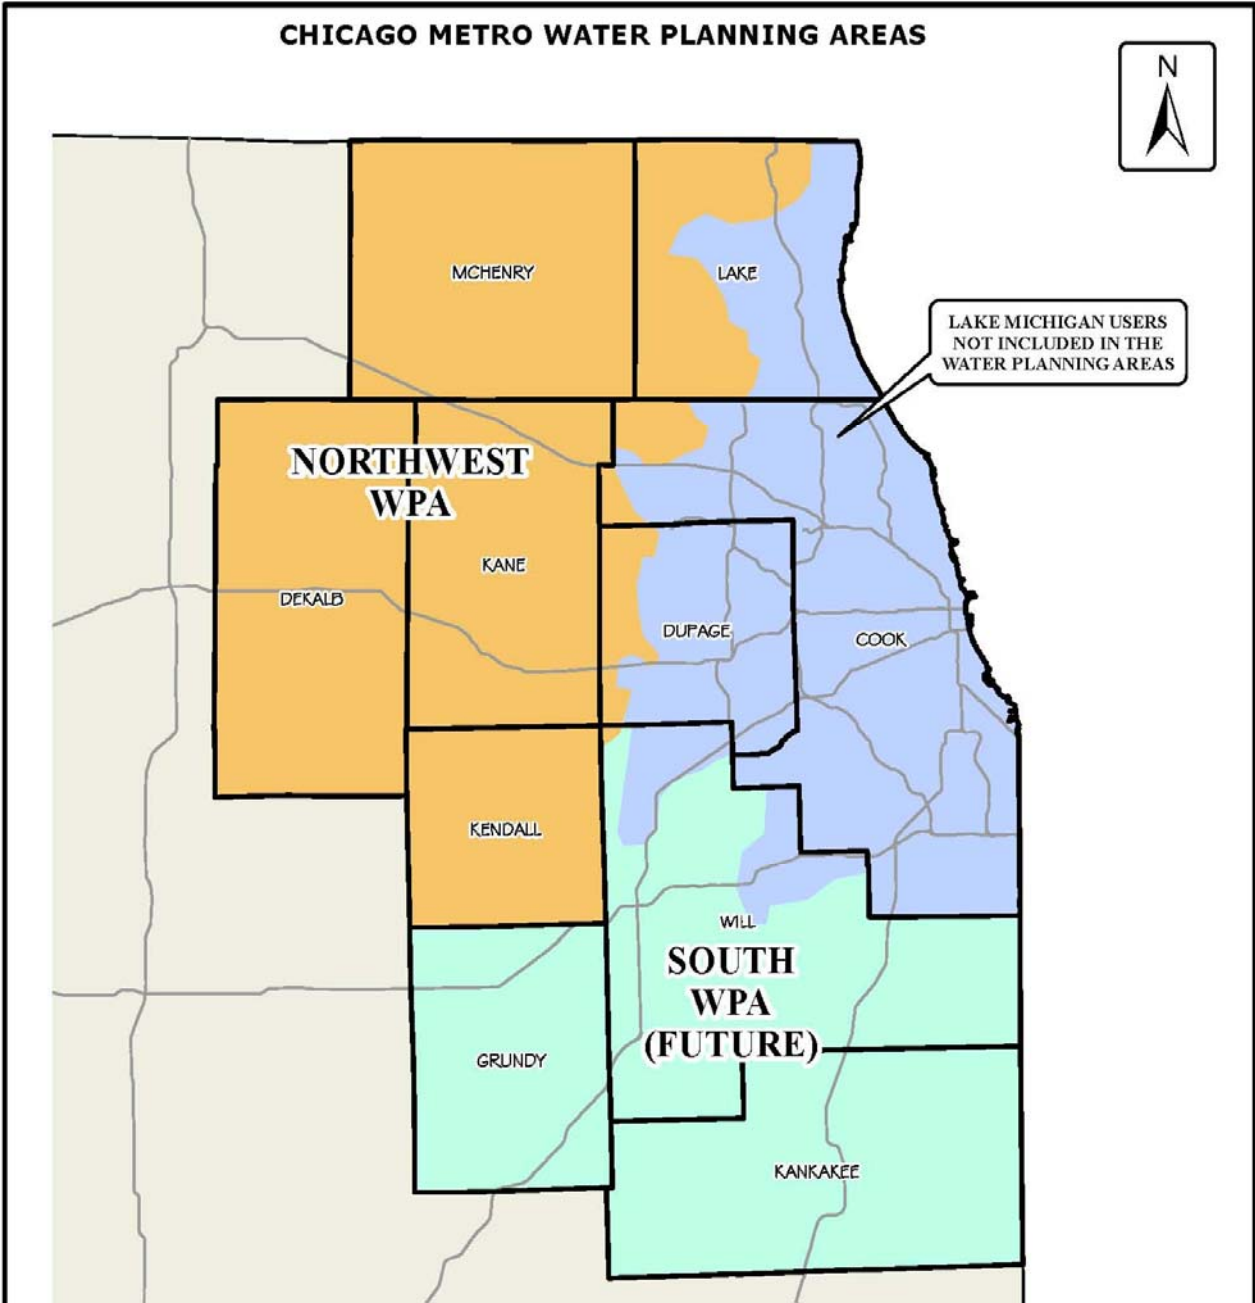 CHICAGO METRO WATER PLANNING AREAS
N
MCHENRY
LAKE
LAKE MICHIGAN USERS
NOT INCLUDED IN THE
WATER PLANNING AREAS
NORTHWEST
WPA
KANE
DEKALB
DUPAGE
COOK
KENDALL
WILL
SOUTH
WPA
(FUTURE)
GRUNDY
KANKAKEE